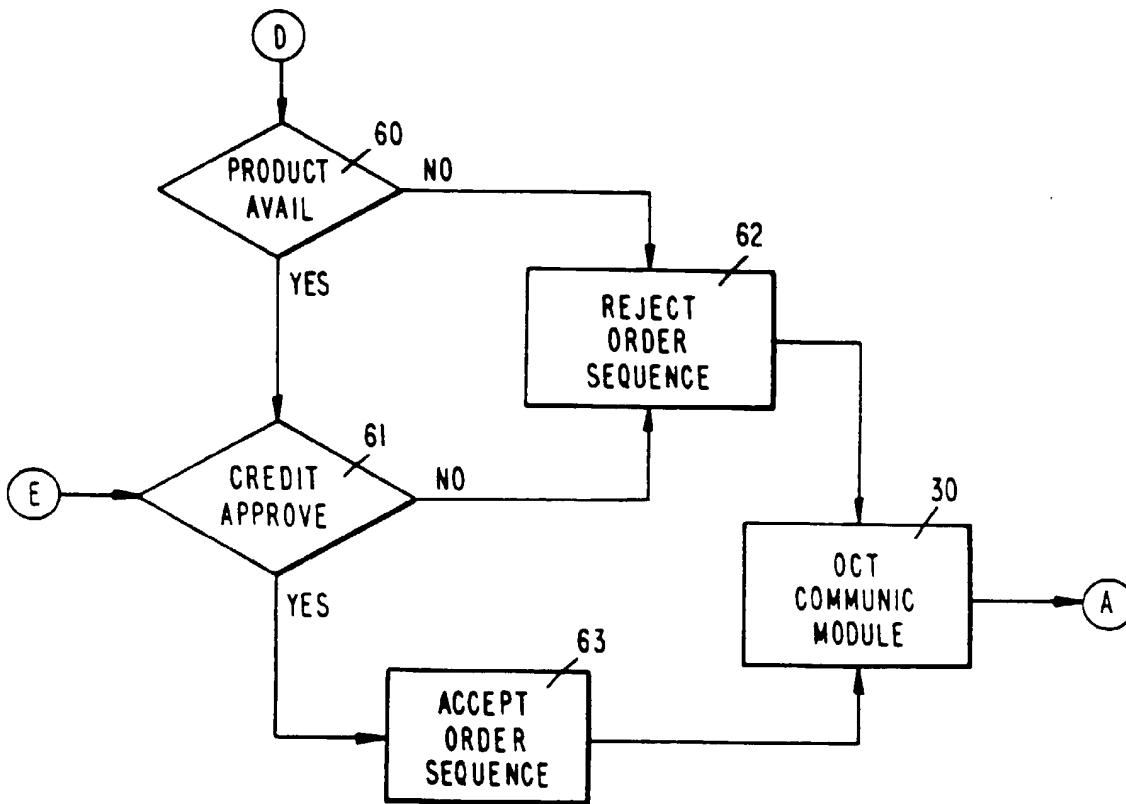 D
60
PRODUCT
AVAIL
NO
YES
62
REJECT
ORDER
SEQUENCE
E
61
CREDIT
APPROVE
NO
YES
30
OCT
COMMUNIC
MODULE
A
63
ACCEPT
ORDER
SEQUENCE